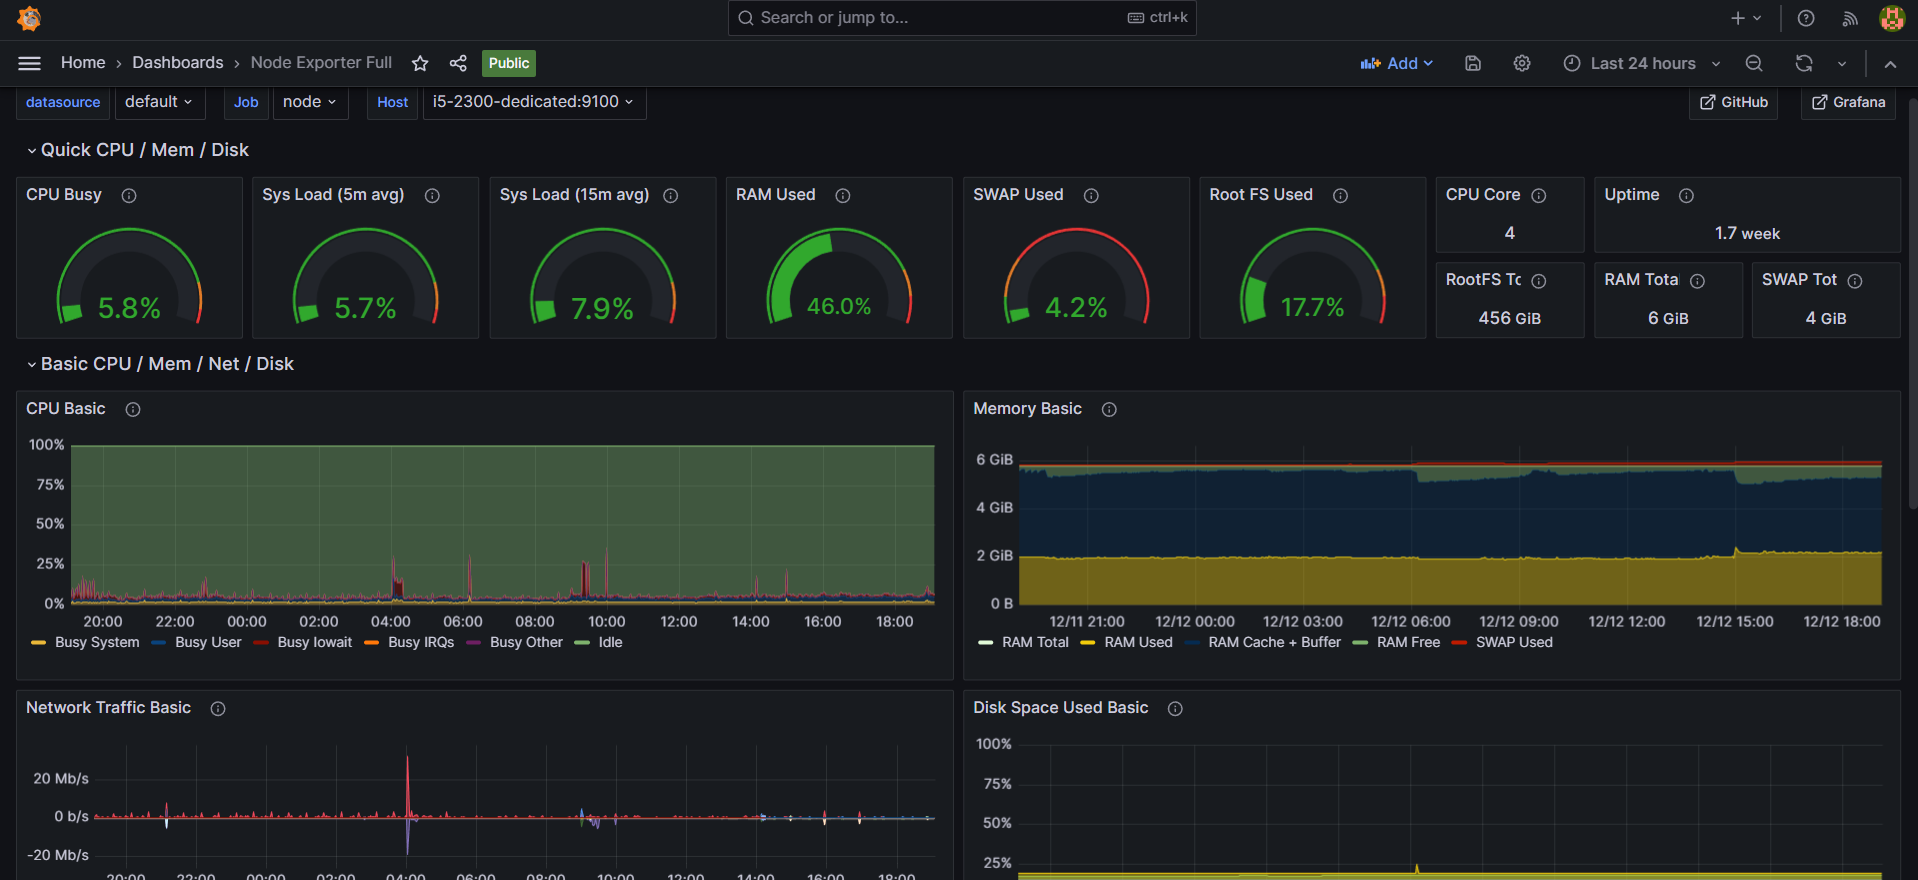 Search or jump to... ctrl+k
Home › Dashboards › Node Exporter Full Public Add Last 24 hours
datasource default Job node Host i5-2300-dedicated:9100 GitHub Grafana
Quick CPU / Mem / Disk
CPU Busy
5.8%
Sys Load (5m avg)
5.7%
Sys Load (15m avg)
7.9%
RAM Used
46.0%
SWAP Used
4.2%
Root FS Used
17.7%
CPU Core
4
Uptime
1.7 week
RootFS Tc
456 GiB
RAM Tota
6 GiB
SWAP Tot
4 GiB
Basic CPU / Mem / Net / Disk
CPU Basic
100%
75%
50%
25%
0%
20:00 22:00 00:00 02:00 04:00 06:00 08:00 10:00 12:00 14:00 16:00 18:00
Busy System Busy User Busy Iowait Busy IRQs Busy Other Idle
Memory Basic
6 GiB
4 GiB
2 GiB
0 B
12/11 21:00 12/12 00:00 12/12 03:00 12/12 06:00 12/12 09:00 12/12 12:00 12/12 15:00 12/12 18:00
RAM Total RAM Used RAM Cache + Buffer RAM Free SWAP Used
Network Traffic Basic
20 Mb/s
0 b/s
-20 Mb/s
20:00 22:00 00:00 02:00 04:00 06:00 08:00 10:00 12:00 14:00 16:00 18:00
Disk Space Used Basic
100%
75%
50%
25%